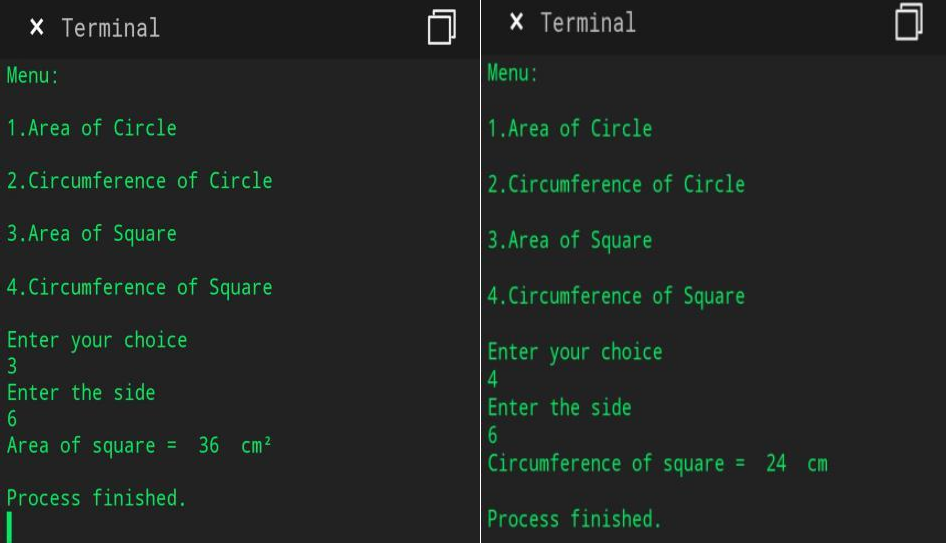 Terminal
Menu:
1.Area of Circle
2.Circumference of Circle
3.Area of Square
4.Circumference of Square
Enter your choice
3
Enter the side
6
Area of square =  36  cm²
Process finished.
Terminal
Menu:
1.Area of Circle
2.Circumference of Circle
3.Area of Square
4.Circumference of Square
Enter your choice
4
Enter the side
6
Circumference of square =  24  cm
Process finished.